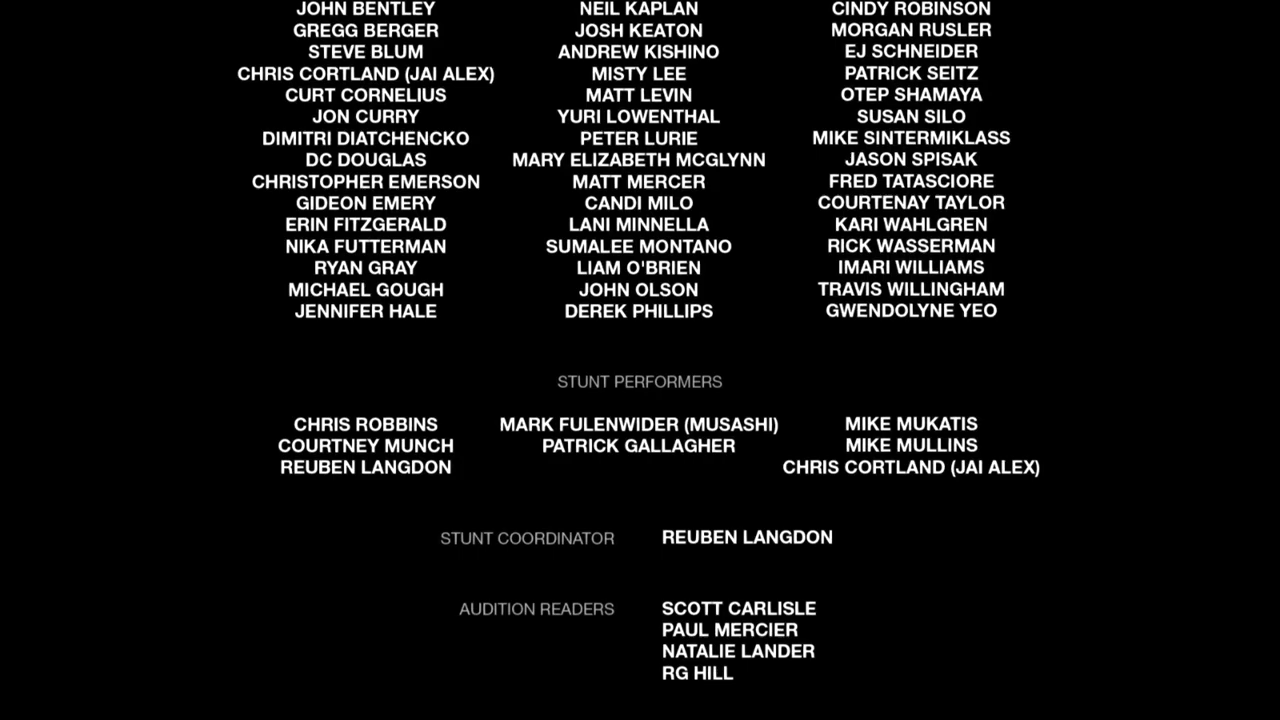 JOHN BENTLEY NEIL KAPLAN CINDY ROBINSON
GREGG BERGER JOSH KEATON MORGAN RUSLER
STEVE BLUM ANDREW KISHINO EJ SCHNEIDER
CHRIS CORTLAND (JAI ALEX) MISTY LEE PATRICK SEITZ
CURT CORNELIUS MATT LEVIN OTEP SHAMAYA
JON CURRY YURI LOWENTHAL SUSAN SILO
DIMITRI DIATCHENCKO PETER LURIE MIKE SINTERMIKLASS
DC DOUGLAS MARY ELIZABETH MCGLYNN JASON SPISAK
CHRISTOPHER EMERSON MATT MERCER FRED TATASCIORE
GIDEON EMERY CANDI MILO COURTENAY TAYLOR
ERIN FITZGERALD LANI MINNELLA KARI WAHLGREN
NIKA FUTTERMAN SUMALEE MONTANO RICK WASSERMAN
RYAN GRAY LIAM O'BRIEN IMARI WILLIAMS
MICHAEL GOUGH JOHN OLSON TRAVIS WILLINGHAM
JENNIFER HALE DEREK PHILLIPS GWENDOLYNE YEO
STUNT PERFORMERS
CHRIS ROBBINS MARK FULENWIDER (MUSASHI) MIKE MUKATIS
COURTNEY MUNCH PATRICK GALLAGHER MIKE MULLINS
REUBEN LANGDON CHRIS CORTLAND (JAI ALEX)
STUNT COORDINATOR REUBEN LANGDON
AUDITION READERS SCOTT CARLISLE
PAUL MERCIER
NATALIE LANDER
RG HILL